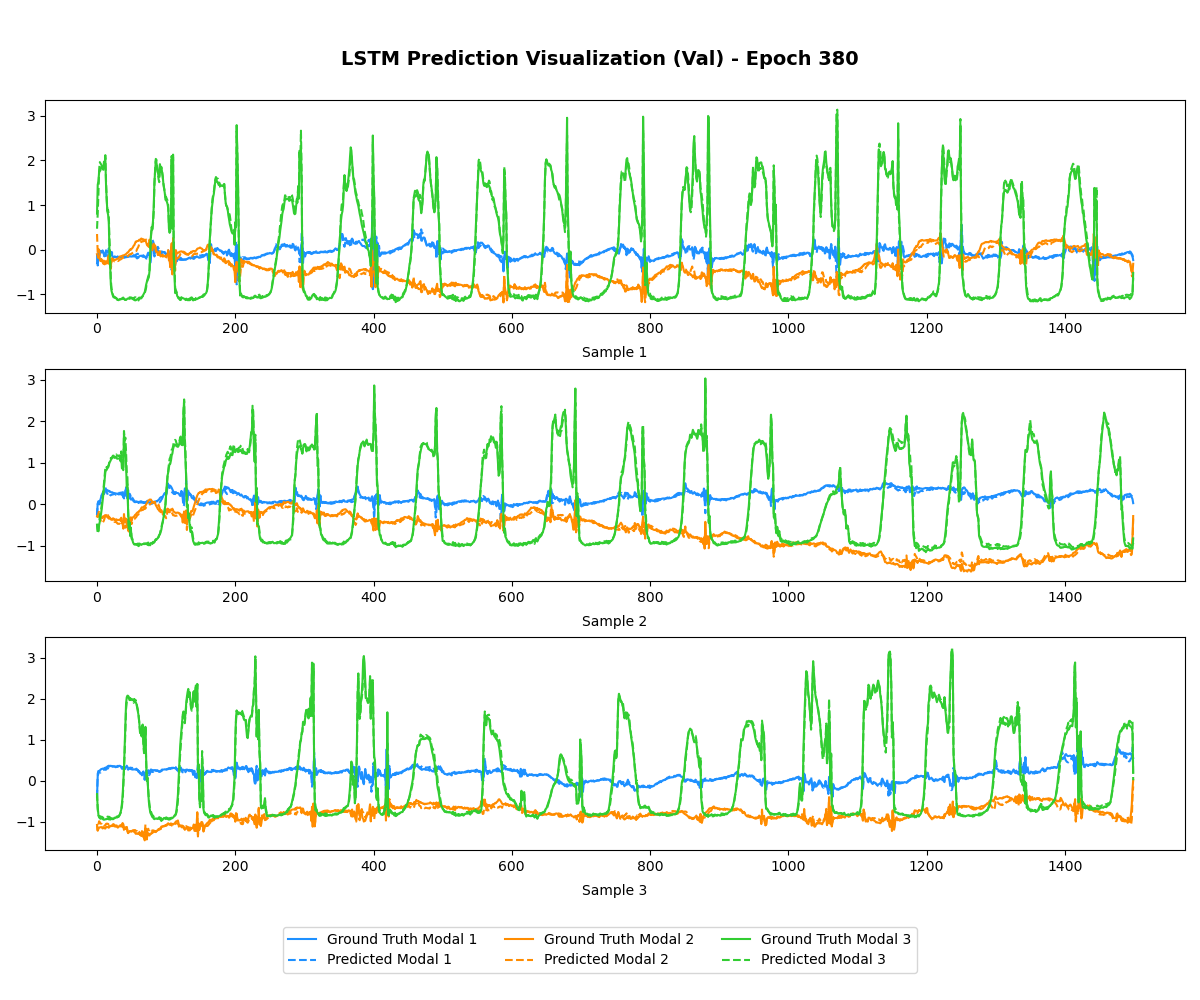 LSTM Prediction Visualization (Val) - Epoch 380
3
2
1
0
−1
0 200 400 600 800 1000 1200 1400
Sample 1
3
2
1
0
−1
0 200 400 600 800 1000 1200 1400
Sample 2
3
2
1
0
−1
0 200 400 600 800 1000 1200 1400
Sample 3
Ground Truth Modal 1 Ground Truth Modal 2 Ground Truth Modal 3
Predicted Modal 1 Predicted Modal 2 Predicted Modal 3